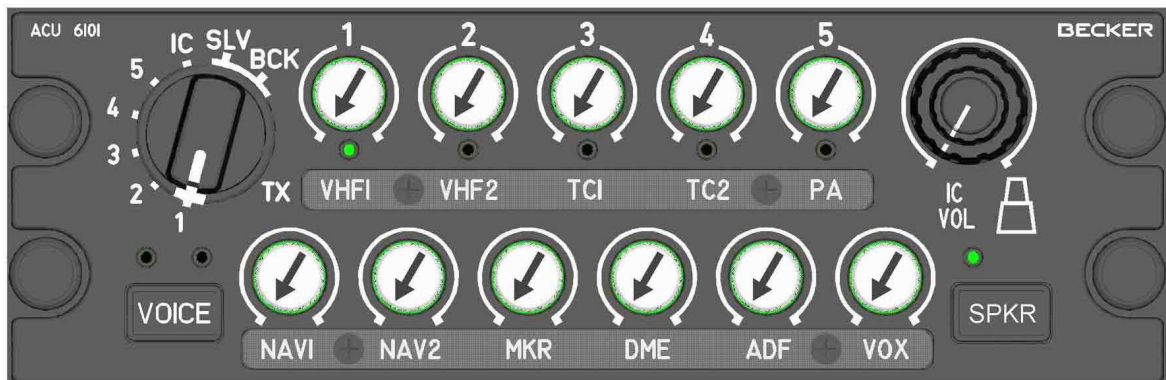 ACU 6101
BECKER
IC SLV BCK
5
4
3
2
1
TX
1 2 3 4 5
VHF1 VHF2 TC1 TC2 PA
IC
VOL
VOICE
NAV1 NAV2 MKR DME ADF VOX
SPKR